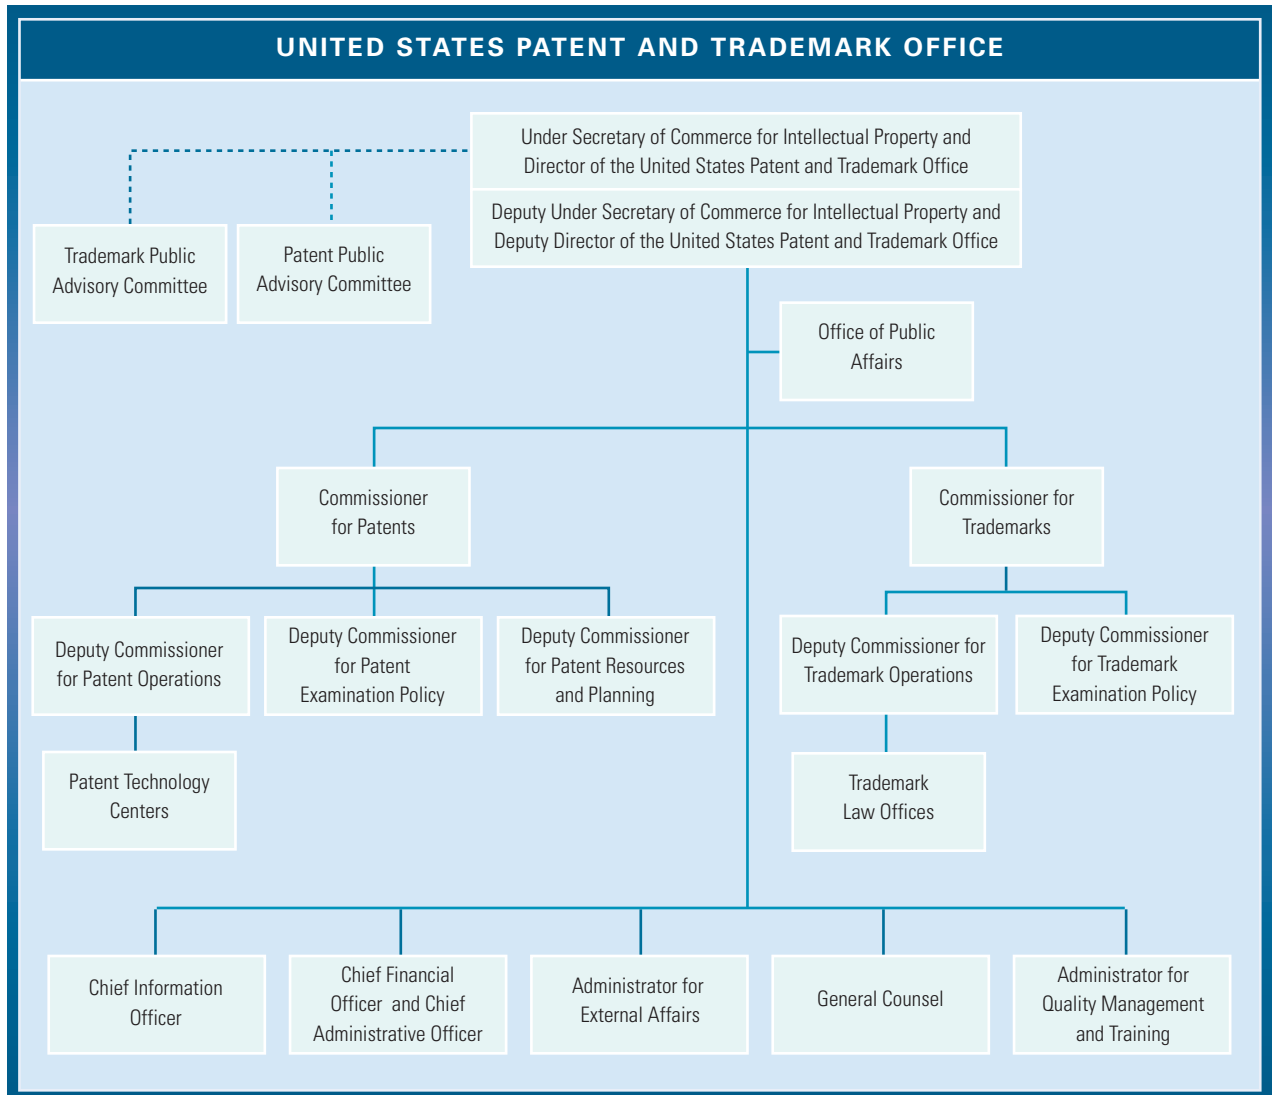 UNITED STATES PATENT AND TRADEMARK OFFICE
Under Secretary of Commerce for Intellectual Property and
Director of the United States Patent and Trademark Office
Deputy Under Secretary of Commerce for Intellectual Property and
Deputy Director of the United States Patent and Trademark Office
Trademark Public
Advisory Committee
Patent Public
Advisory Committee
Office of Public
Affairs
Commissioner
for Patents
Commissioner for
Trademarks
Deputy Commissioner
for Patent Operations
Deputy Commissioner
for Patent
Examination Policy
Deputy Commissioner
for Patent Resources
and Planning
Deputy Commissioner for
Trademark Operations
Deputy Commissioner
for Trademark
Examination Policy
Patent Technology
Centers
Trademark
Law Offices
Chief Information
Officer
Chief Financial
Officer and Chief
Administrative Officer
Administrator for
External Affairs
General Counsel
Administrator for
Quality Management
and Training